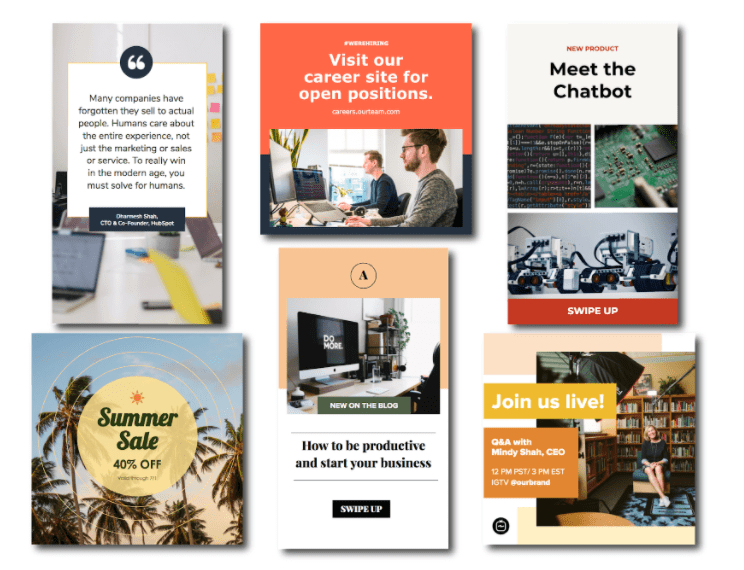 Many companies have
forgotten they sell to actual
people. Humans care about
the entire experience, not
just the marketing or sales
or service. To really win
in the modern age, you
must solve for humans.
Dharmesh Shah,
CTO & Co-Founder, HubSpot
#WEREHIRING
Visit our
career site for
open positions.
careers.ourteam.com
NEW PRODUCT
Meet the
Chatbot
SWIPE UP
Summer
Sale
40% OFF
A
DO
MORE.
NEW ON THE BLOG
How to be productive
and start your business
SWIPE UP
Join us live!
Q&A with
Mindy Shah, CEO
12 PM PST/ 3 PM EST
IGTV @ourbrand